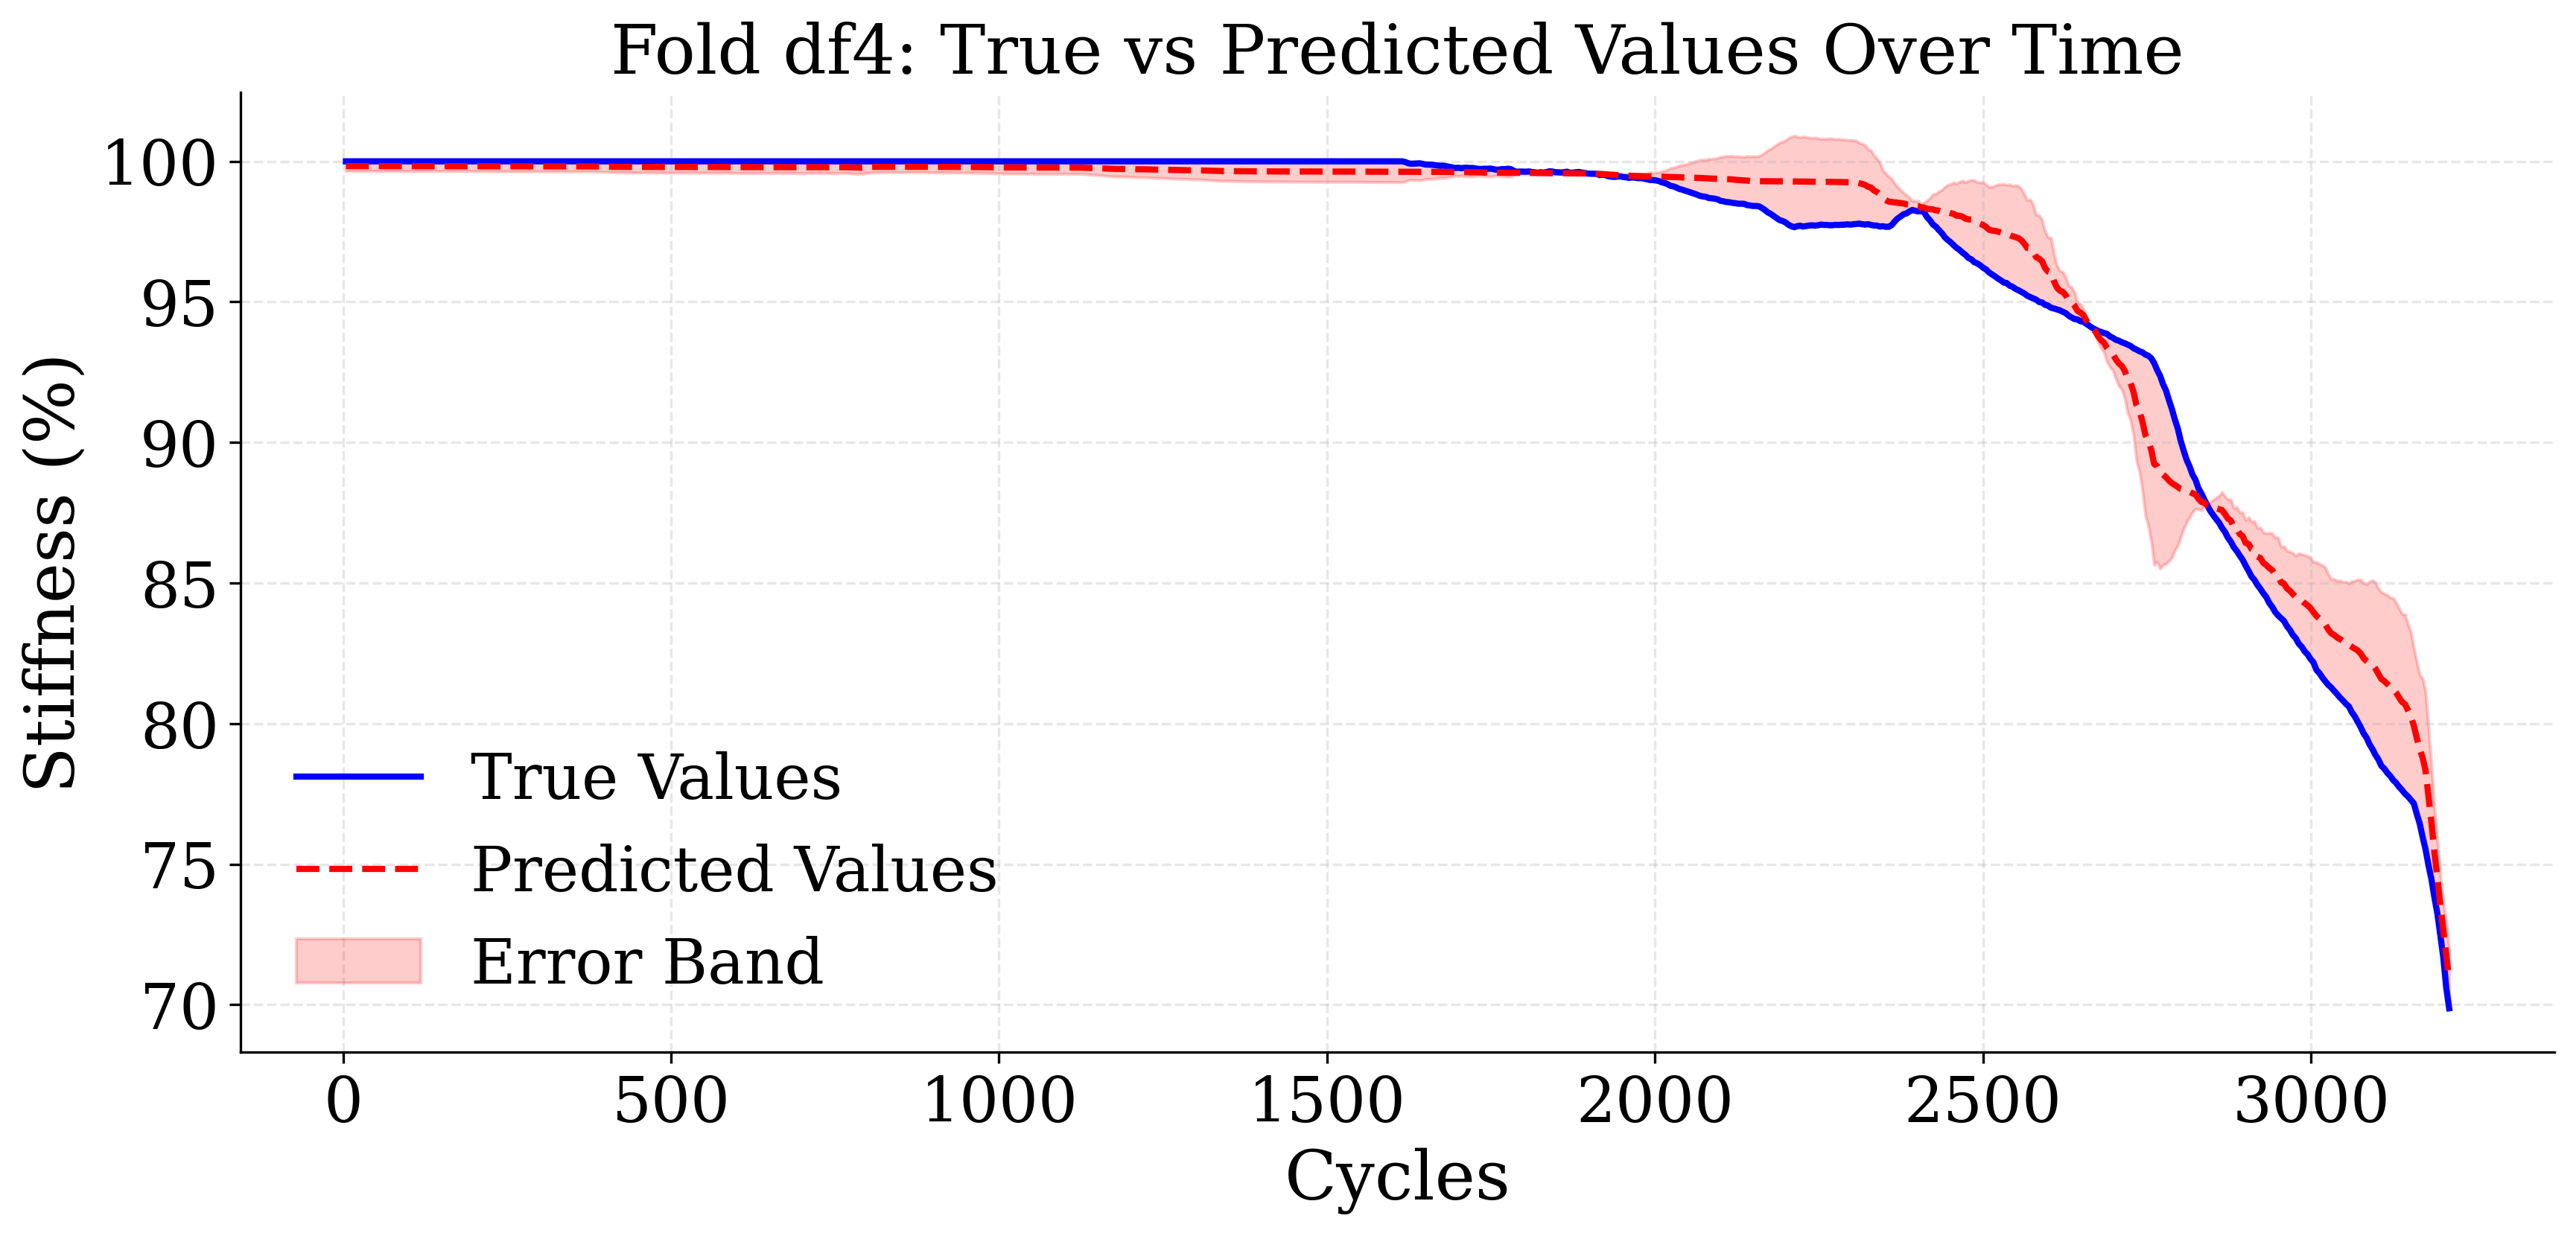 Fold df4: True vs Predicted Values Over Time
Stiffness (%)
100
95
90
85
80
75
70
True Values
Predicted Values
Error Band
0 500 1000 1500 2000 2500 3000
Cycles